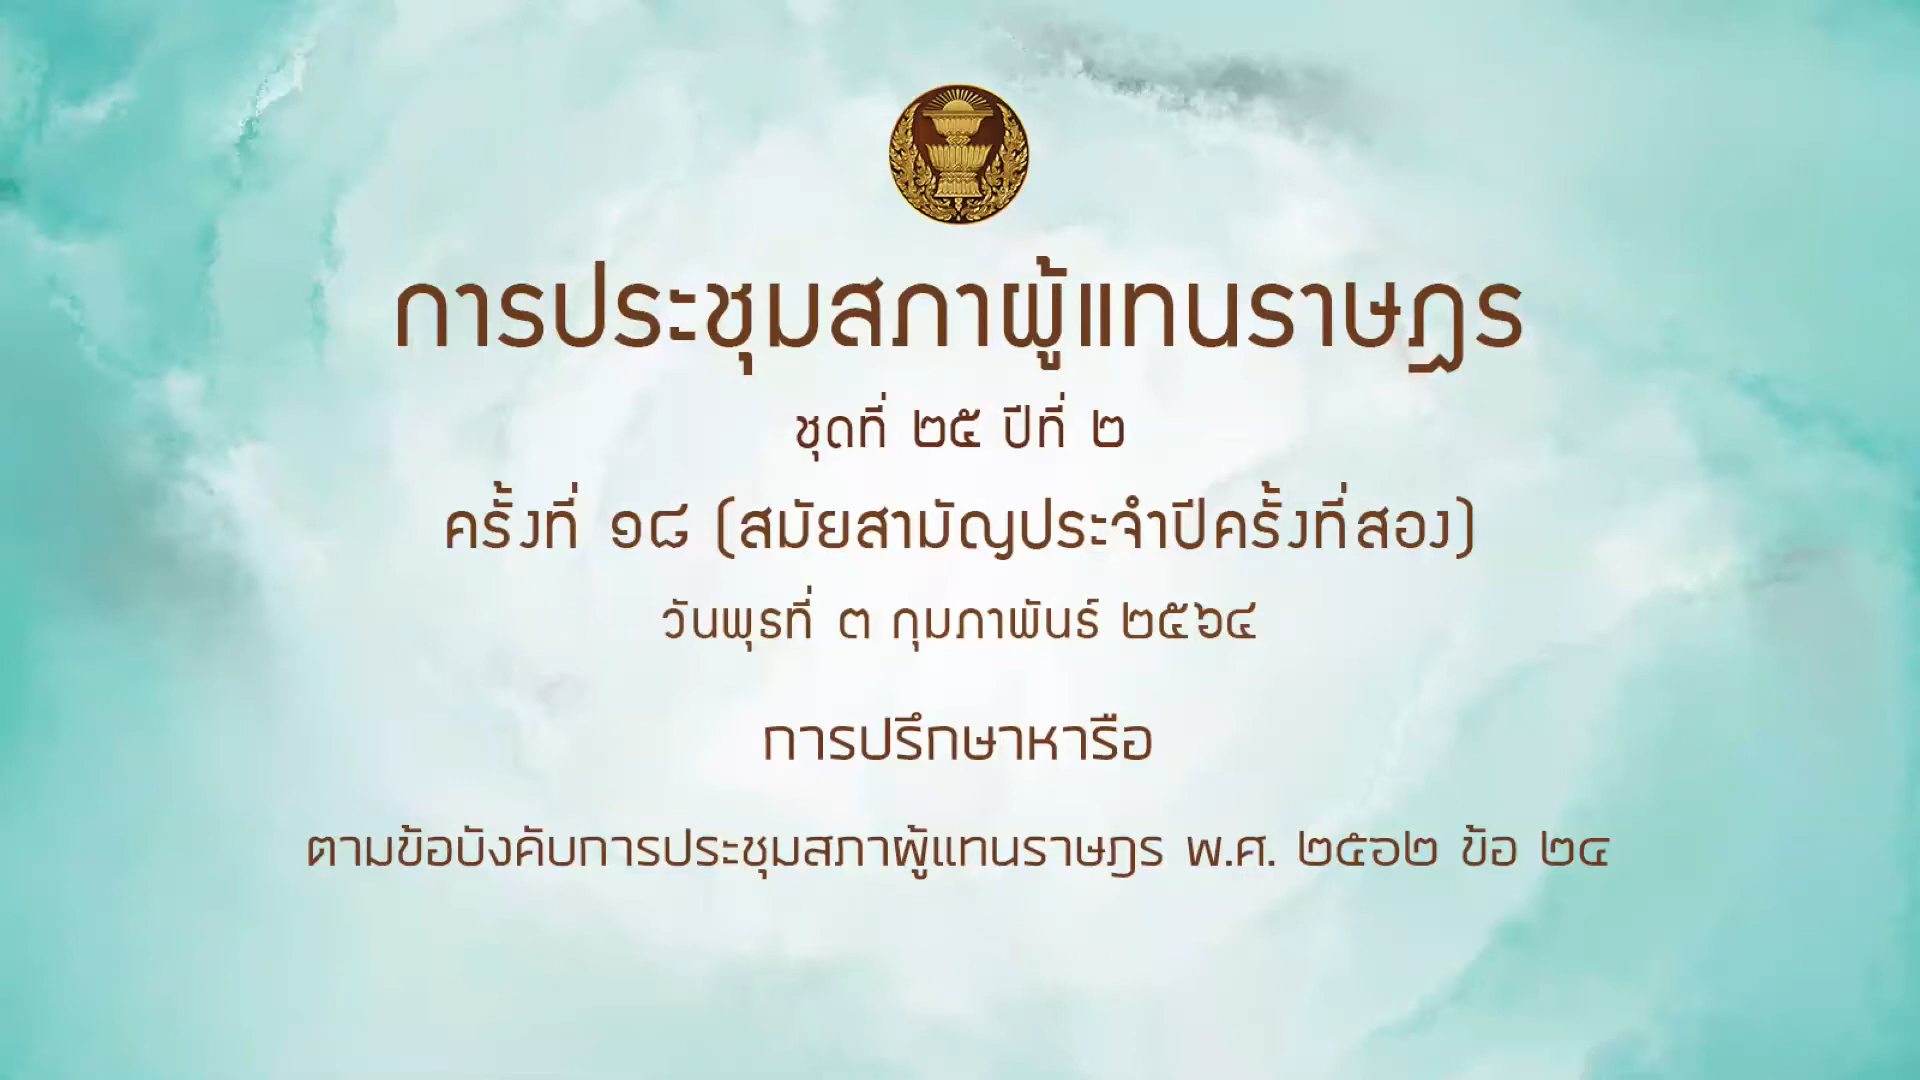 การประชุมสภาผู้แทนราษฎร
ชุดที่ ๒๕ ปีที่ ๒
ครั้งที่ ๑๘ (สมัยสามัญประจำปีครั้งที่สอง)
วันพุธที่ ๓ กุมภาพันธ์ ๒๕๖๔
การปรึกษาหารือ
ตามข้อบังคับการประชุมสภาผู้แทนราษฎร พ.ศ. ๒๕๖๒ ข้อ ๒๔